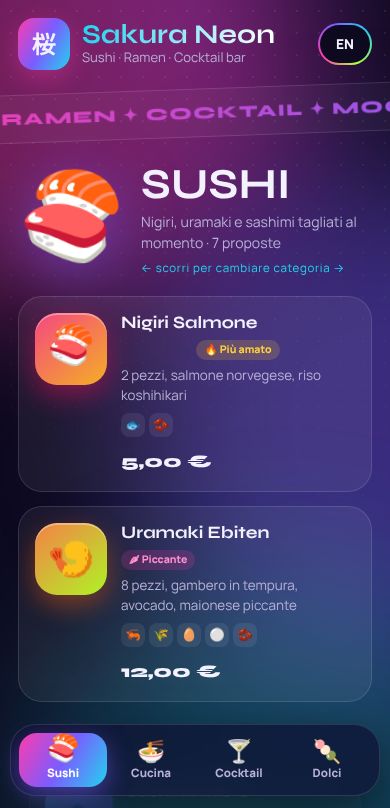 桜
Sakura Neon
Sushi · Ramen · Cocktail bar
EN
RAMEN ✦ COCKTAIL ✦ MO
SUSHI
Nigiri, uramaki e sashimi tagliati al
momento · 7 proposte
← scorri per cambiare categoria →
Nigiri Salmone
🔥 Più amato
2 pezzi, salmone norvegese, riso
koshihikari
5,00 €
Uramaki Ebiten
🌶 Piccante
8 pezzi, gambero in tempura,
avocado, maionese piccante
12,00 €
Sushi
Cucina
Cocktail
Dolci